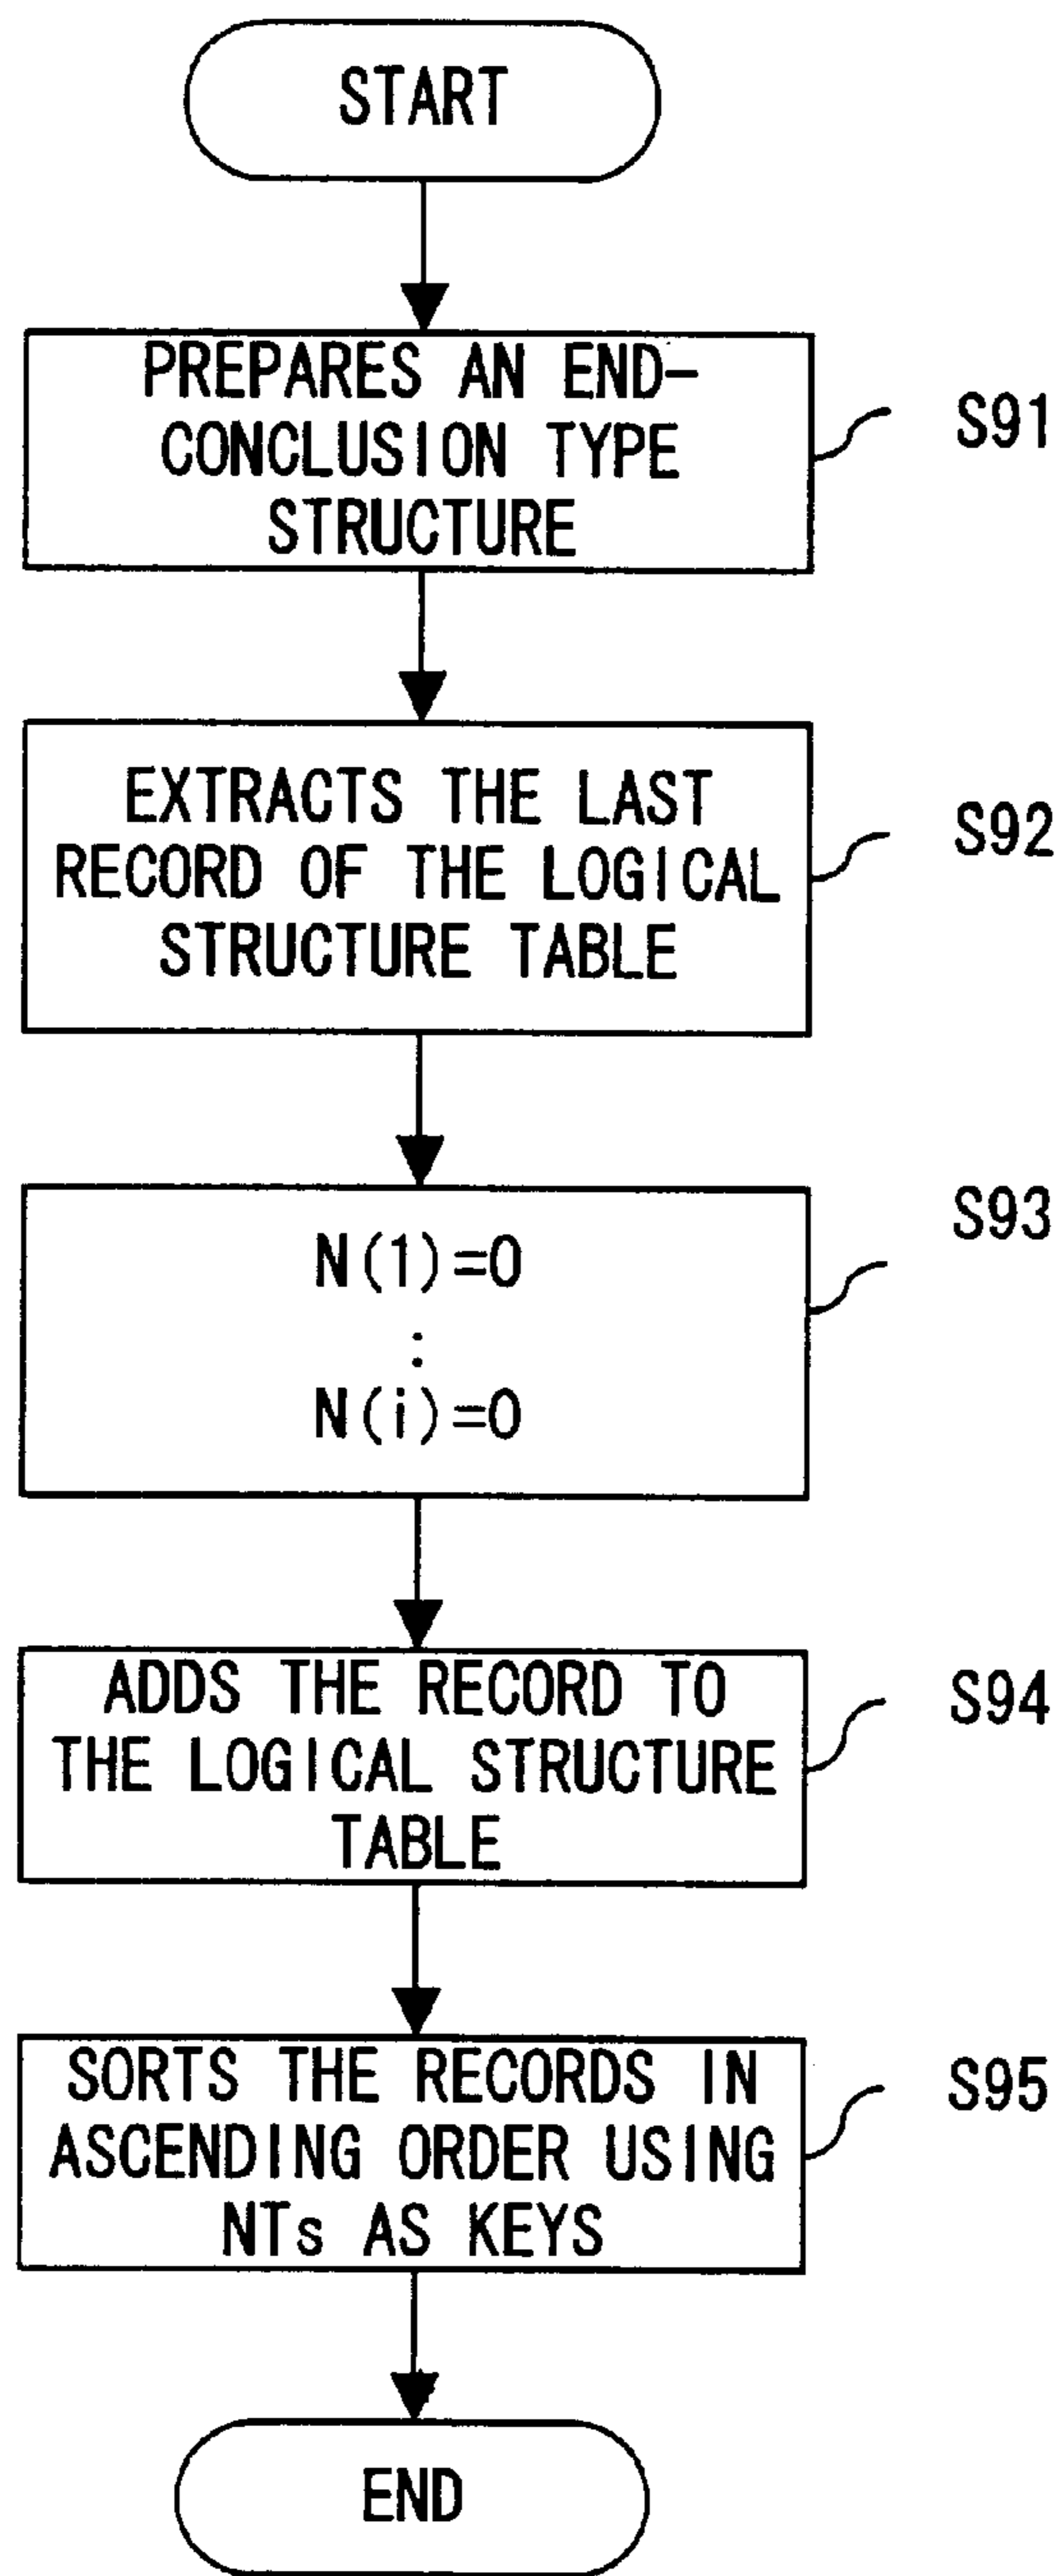 START
PREPARES AN END-
CONCLUSION TYPE
STRUCTURE
S91
EXTRACTS THE LAST
RECORD OF THE LOGICAL
STRUCTURE TABLE
S92
N(1)=0
:
N(i)=0
S93
ADDS THE RECORD TO
THE LOGICAL STRUCTURE
TABLE
S94
SORTS THE RECORDS IN
ASCENDING ORDER USING
NTs AS KEYS
S95
END